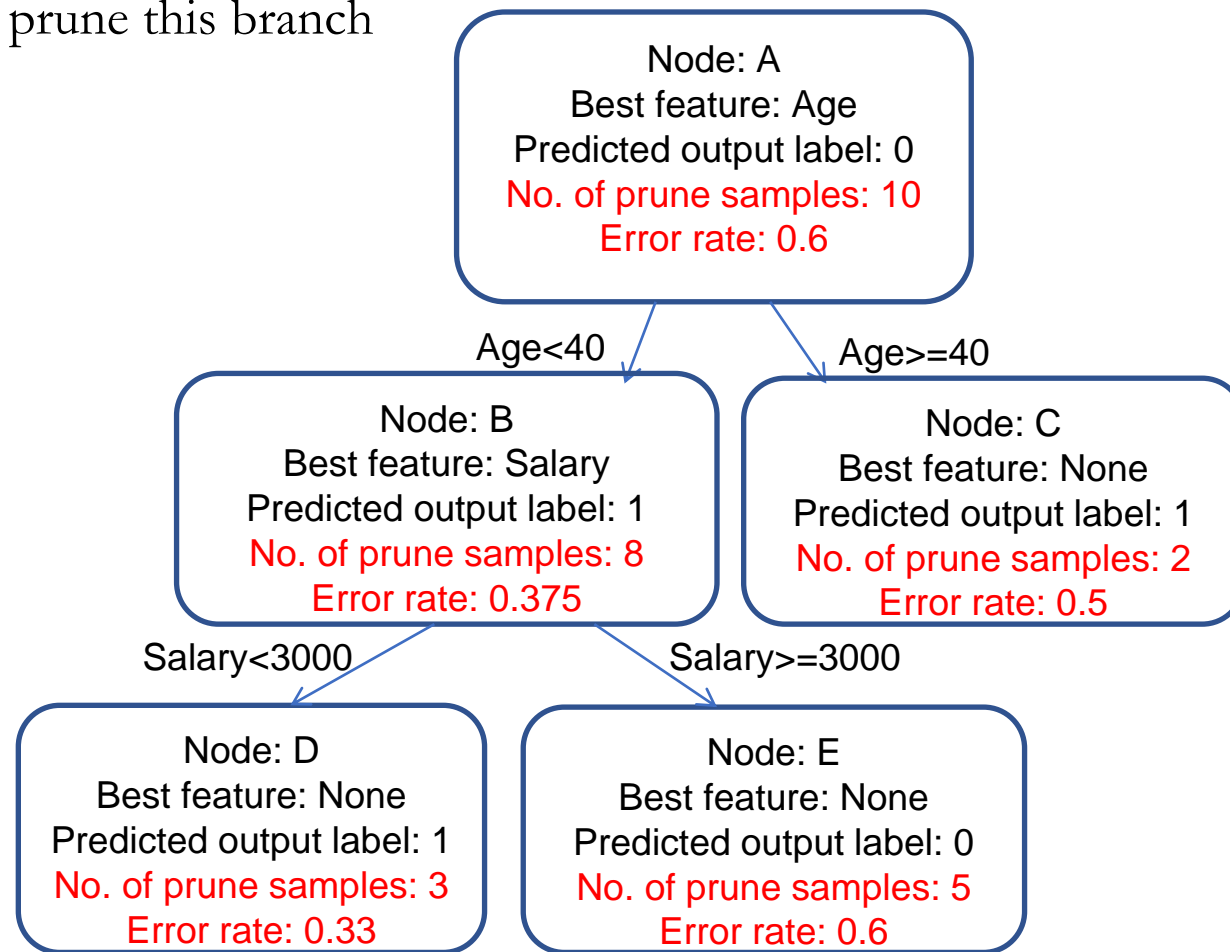 prune this branch
Node: A
Best feature: Age
Predicted output label: 0
No. of prune samples: 10
Error rate: 0.6
Age<40
Age>=40
Node: B
Best feature: Salary
Predicted output label: 1
No. of prune samples: 8
Error rate: 0.375
Node: C
Best feature: None
Predicted output label: 1
No. of prune samples: 2
Error rate: 0.5
Salary<3000
Salary>=3000
Node: D
Best feature: None
Predicted output label: 1
No. of prune samples: 3
Error rate: 0.33
Node: E
Best feature: None
Predicted output label: 0
No. of prune samples: 5
Error rate: 0.6